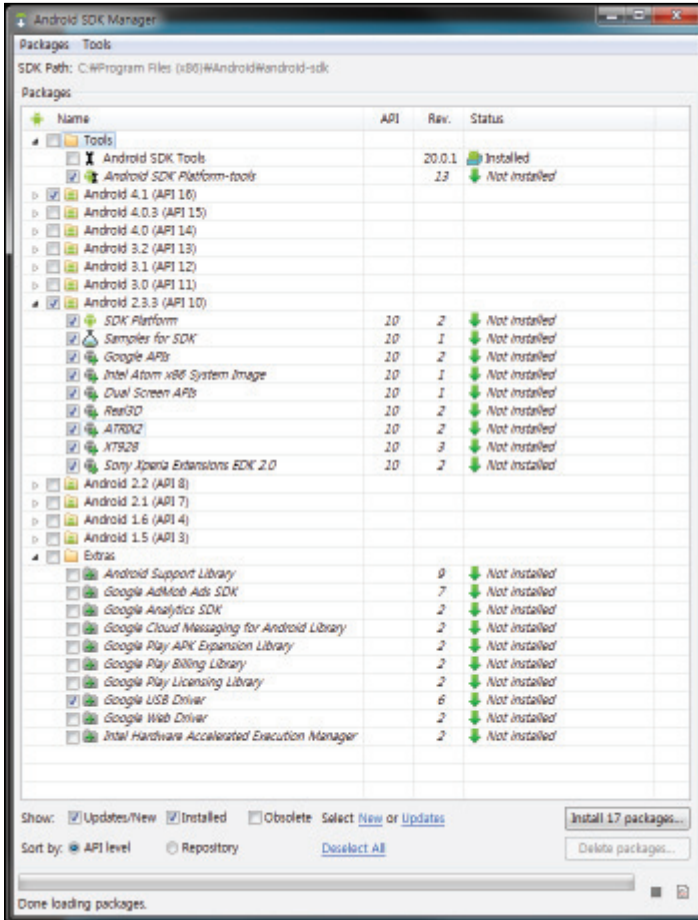 Android SDK Manager
Packages Tools
SDK Path: C:₩Program Files (x86)₩Android₩android-sdk
Packages
Name API Rev. Status
Tools
Android SDK Tools 20.0.1 Installed
Android SDK Platform-tools 13 Not installed
Android 4.1 (API 16)
Android 4.0.3 (API 15)
Android 4.0 (API 14)
Android 3.2 (API 13)
Android 3.1 (API 12)
Android 3.0 (API 11)
Android 2.3.3 (API 10)
SDK Platform 10 2 Not installed
Samples for SDK 10 1 Not installed
Google APIs 10 2 Not installed
Intel Atom x86 System Image 10 1 Not installed
Dual Screen APIs 10 1 Not installed
Real3D 10 2 Not installed
ATRIX2 10 2 Not installed
XT928 10 3 Not installed
Sony Xperia Extensions EDK 2.0 10 2 Not installed
Android 2.2 (API 8)
Android 2.1 (API 7)
Android 1.6 (API 4)
Android 1.5 (API 3)
Extras
Android Support Library 9 Not installed
Google AdMob Ads SDK 7 Not installed
Google Analytics SDK 2 Not installed
Google Cloud Messaging for Android Library 2 Not installed
Google Play APK Expansion Library 2 Not installed
Google Play Billing Library 2 Not installed
Google Play Licensing Library 2 Not installed
Google USB Driver 6 Not installed
Google Web Driver 2 Not installed
Intel Hardware Accelerated Execution Manager 2 Not installed
Show: Updates/New Installed Obsolete Select New or Updates Install 17 packages...
Sort by: API level Repository Deselect All Delete packages...
Done loading packages.